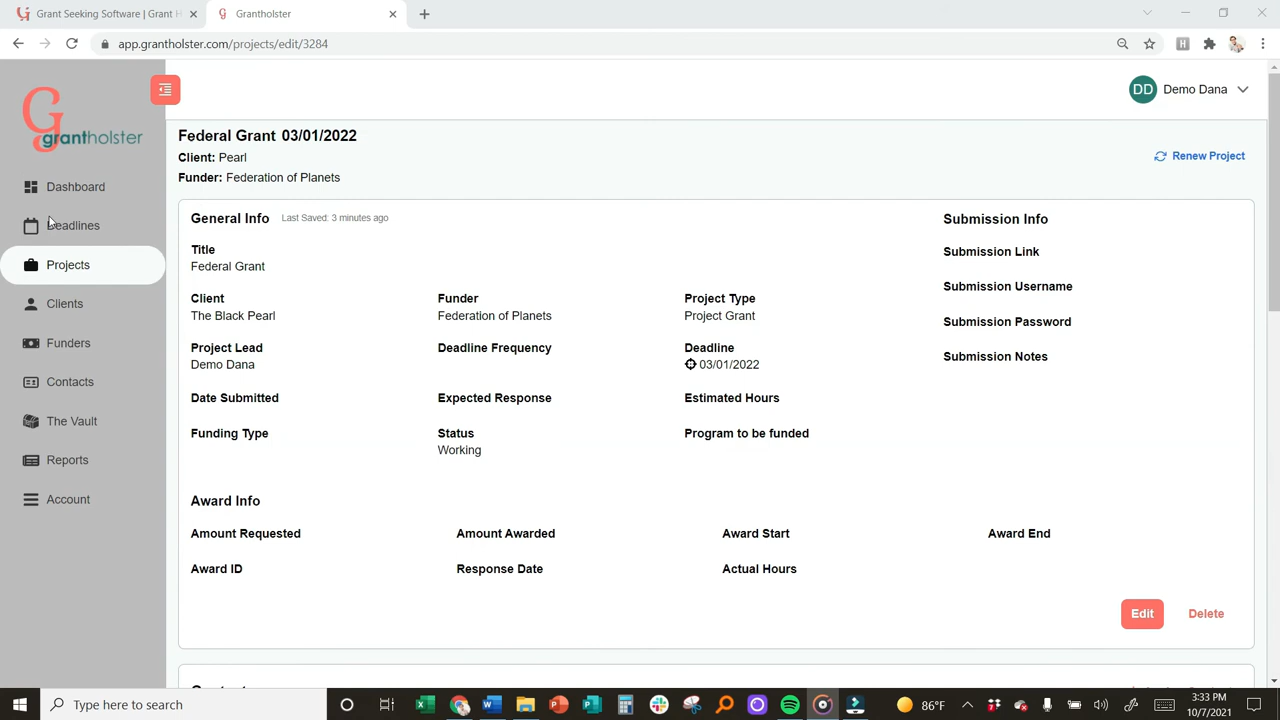 Grant Seeking Software | Grant H
Grantholster
app.grantholster.com/projects/edit/3284
H
G
grantholster
DD Demo Dana
Dashboard
Deadlines
Projects
Clients
Funders
Contacts
The Vault
Reports
Account
Federal Grant 03/01/2022
Client: Pearl
Funder: Federation of Planets
Renew Project
General Info Last Saved: 3 minutes ago
Title
Federal Grant
Client Funder Project Type
The Black Pearl Federation of Planets Project Grant
Project Lead Deadline Frequency Deadline
Demo Dana 03/01/2022
Date Submitted Expected Response Estimated Hours
Funding Type Status Program to be funded
Working
Submission Info
Submission Link
Submission Username
Submission Password
Submission Notes
Award Info
Amount Requested Amount Awarded Award Start Award End
Award ID Response Date Actual Hours
Edit Delete
Type here to search
86°F
3:33 PM
10/7/2021